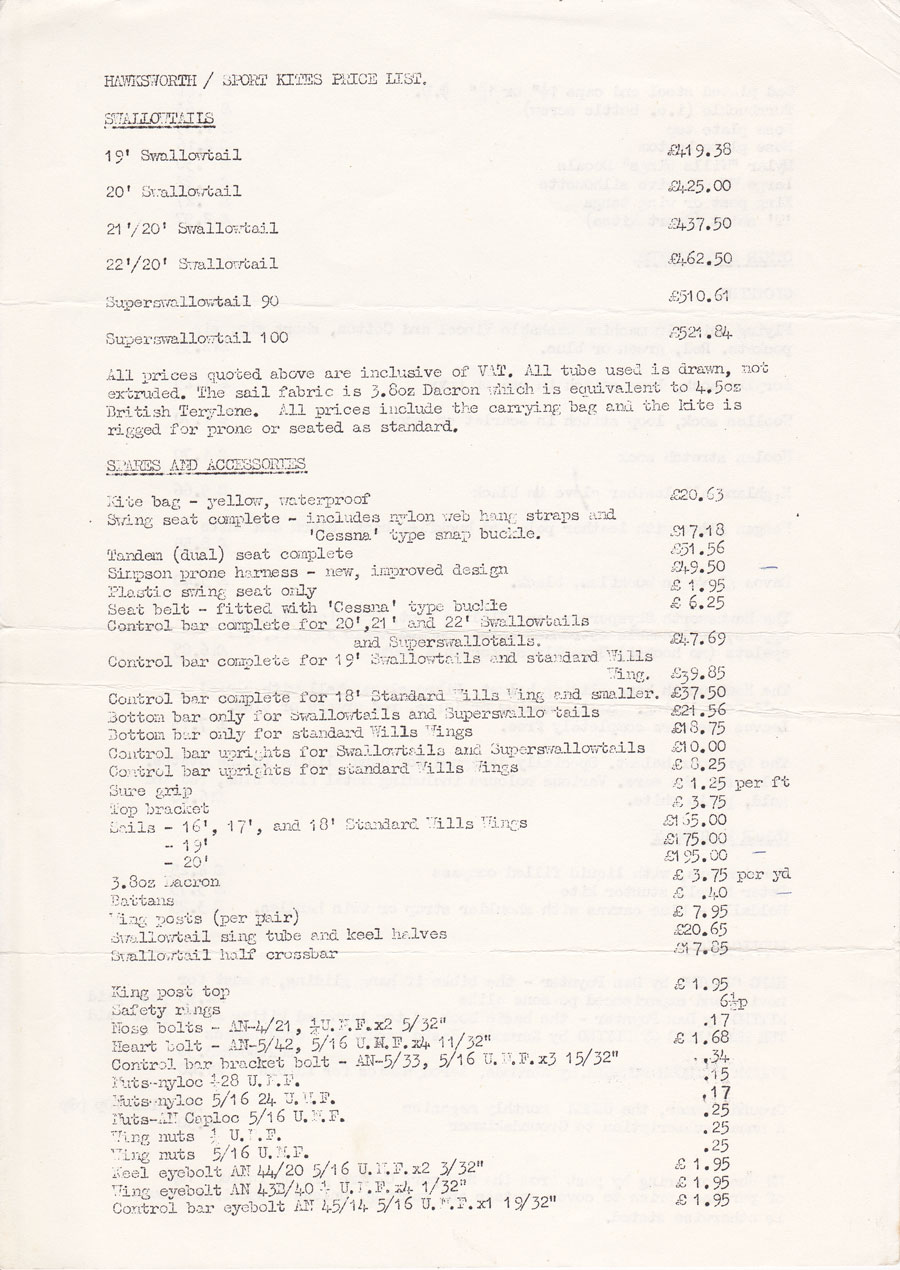 HAWKSWORTH / SPORT KITES PRICE LIST.
SWALLOWTAILS
19' Swallowtail £419.38
20' Swallowtail £425.00
21'/20' Swallowtail £437.50
22'/20' Swallowtail £462.50
Superswallowtail 90 £510.61
Superswallowtail 100 £521.84
All prices quoted above are inclusive of VAT. All tube used is drawn, not
extruded. The sail fabric is 3.8oz Dacron which is equivalent to 4.5oz
British Terylene. All prices include the carrying bag and the kite is
rigged for prone or seated as standard.
SPARES AND ACCESSORIES
Kite bag - yellow, waterproof £20.63
Swing seat complete - includes nylon web hang straps and
'Cessna' type snap buckle. £17.18
Tandem (dual) seat complete £51.56
Simpson prone harness - new, improved design £49.50
Plastic swing seat only £ 1.95
Seat belt - fitted with 'Cessna' type buckle £ 6.25
Control bar complete for 20',21' and 22' Swallowtails
and Superswallotails. £47.69
Control bar complete for 19' Swallowtails and standard Wills
Wing. £39.85
Control bar complete for 18' Standard Wills Wing and smaller. £37.50
Bottom bar only for Swallowtails and Superswallowtails £21.56
Bottom bar only for standard Wills Wings £18.75
Control bar uprights for Swallowtails and Superswallowtails £10.00
Control bar uprights for standard Wills Wings £ 8.25
Sure grip £ 1.25 per ft
Top bracket £ 3.75
Sails - 16', 17', and 18' Standard Wills Wings £165.00
- 19' £175.00
- 20' £195.00
3.8oz Dacron £ 3.75 per yd
Battans £ .40
Wing posts (per pair) £ 7.95
Swallowtail sing tube and keel halves £20.65
Swallowtail half crossbar £17.85
King post top £ 1.95
Safety rings 6½p
Nose bolts - AN-4/21, ¼U.N.F.x2 5/32" .17
Heart bolt - AN-5/42, 5/16 U.N.F.x4 11/32" £ 1.68
Control bar bracket bolt - AN-5/33, 5/16 U.N.F.x3 15/32" .34
Nuts-nyloc ¼28 U.N.F. .15
Nuts-nyloc 5/16 24 U.N.F. .17
Nuts-AN Caploc 5/16 U.N.F. .25
Wing nuts ¼ U.N.F. .25
Wing nuts 5/16 U.N.F. .25
Keel eyebolt AN 44/20 5/16 U.N.F.x2 3/32" £ 1.95
Wing eyebolt AN 43B/40 ¼ U.N.F.x4 1/32" £ 1.95
Control bar eyebolt AN 45/14 5/16 U.N.F.x1 19/32" £ 1.95